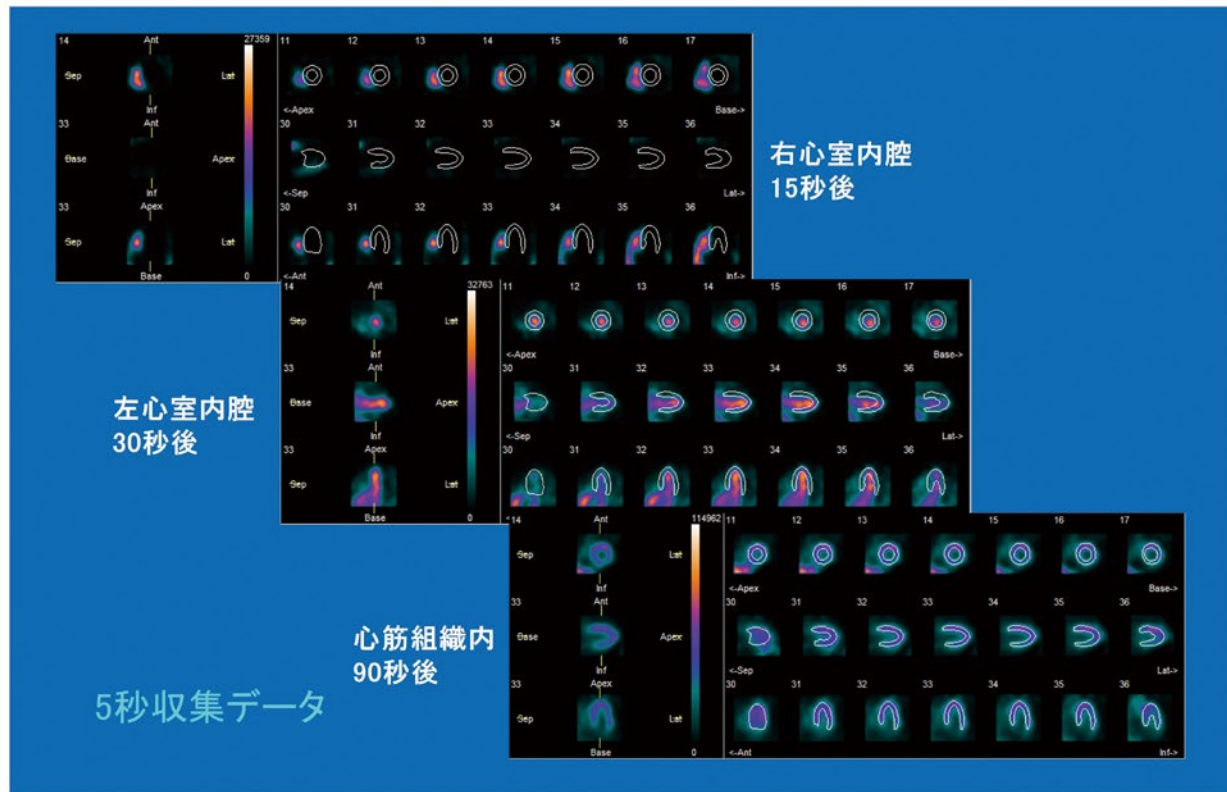 14 Ant 27359 11 12 13 14 15 16 17
Sep Lat
Inf <-Apex Base->
33 Ant 30 31 32 33 34 35 36
Base Apex
Inf <-Sep Lat->
33 Apex 30 31 32 33 34 35 36
Sep Lat
Base 0 <-Ant Inf->
右心室内腔
15秒後
14 Ant 32763 11 12 13 14 15 16 17
Sep Lat
Inf <-Apex Base->
33 Ant 30 31 32 33 34 35 36
Base Apex
Inf <-Sep Lat->
33 Apex 30 31 32 33 34 35 36
Sep Lat
Base 0
左心室内腔
30秒後
14 Ant 114962 11 12 13 14 15 16 17
Sep Lat
Inf <-Apex Base->
33 Ant 30 31 32 33 34 35 36
Base Apex
Inf <-Sep Lat->
33 Apex 30 31 32 33 34 35 36
Sep Lat
Base 0 <-Ant Inf->
心筋組織内
90秒後
5秒収集データ